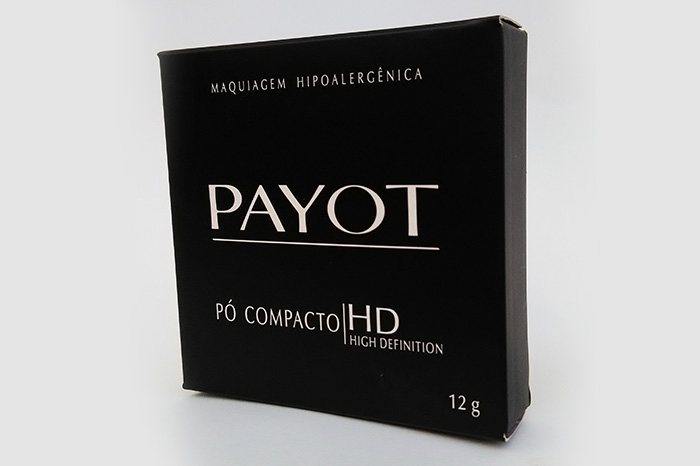 MAQUIAGEM HIPOALERGÊNICA
PAYOT
PÓ COMPACTO HD
HIGH DEFINITION
12 g